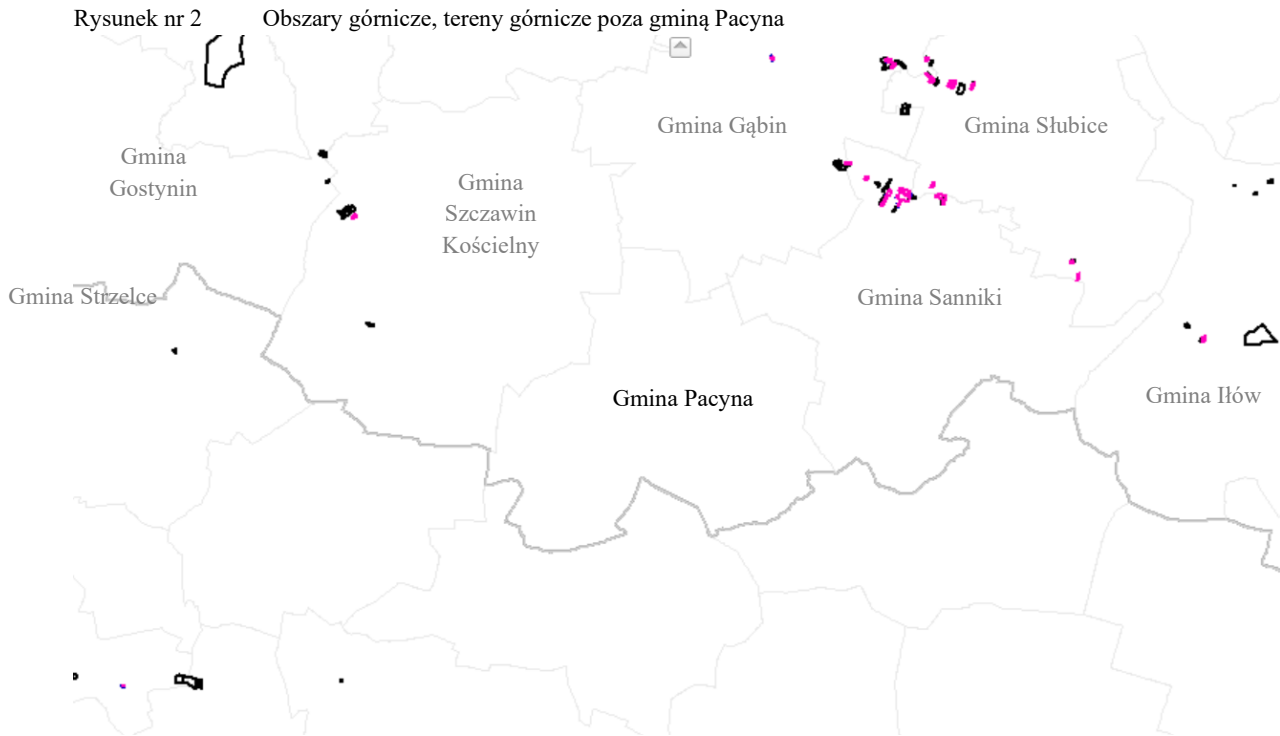 Rysunek nr 2 Obszary górnicze, tereny górnicze poza gminą Pacyna
Gmina Gąbin
Gmina Słubice
Gmina
Gostynin
Gmina
Szczawin
Kościelny
Gmina Strzelce
Gmina Sanniki
Gmina Pacyna
Gmina Iłów